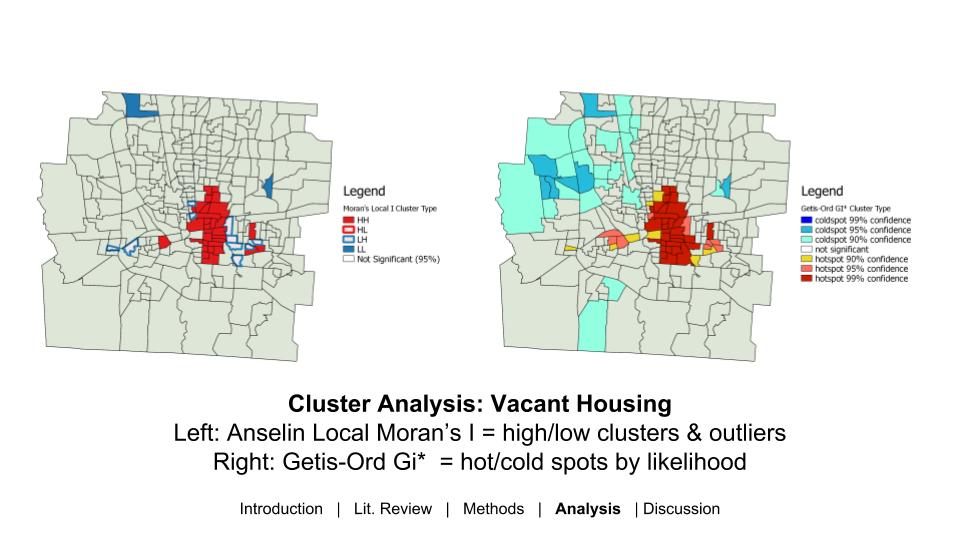 Legend
Moran's Local I Cluster Type
HH
HL
LH
LL
Not Significant (95%)
Legend
Getis-Ord GI* Cluster Type
coldspot 99% confidence
coldspot 95% confidence
coldspot 90% confidence
not significant
hotspot 90% confidence
hotspot 95% confidence
hotspot 99% confidence
Cluster Analysis: Vacant Housing
Left: Anselin Local Moran’s I = high/low clusters & outliers
Right: Getis-Ord Gi* = hot/cold spots by likelihood
Introduction | Lit. Review | Methods | Analysis | Discussion